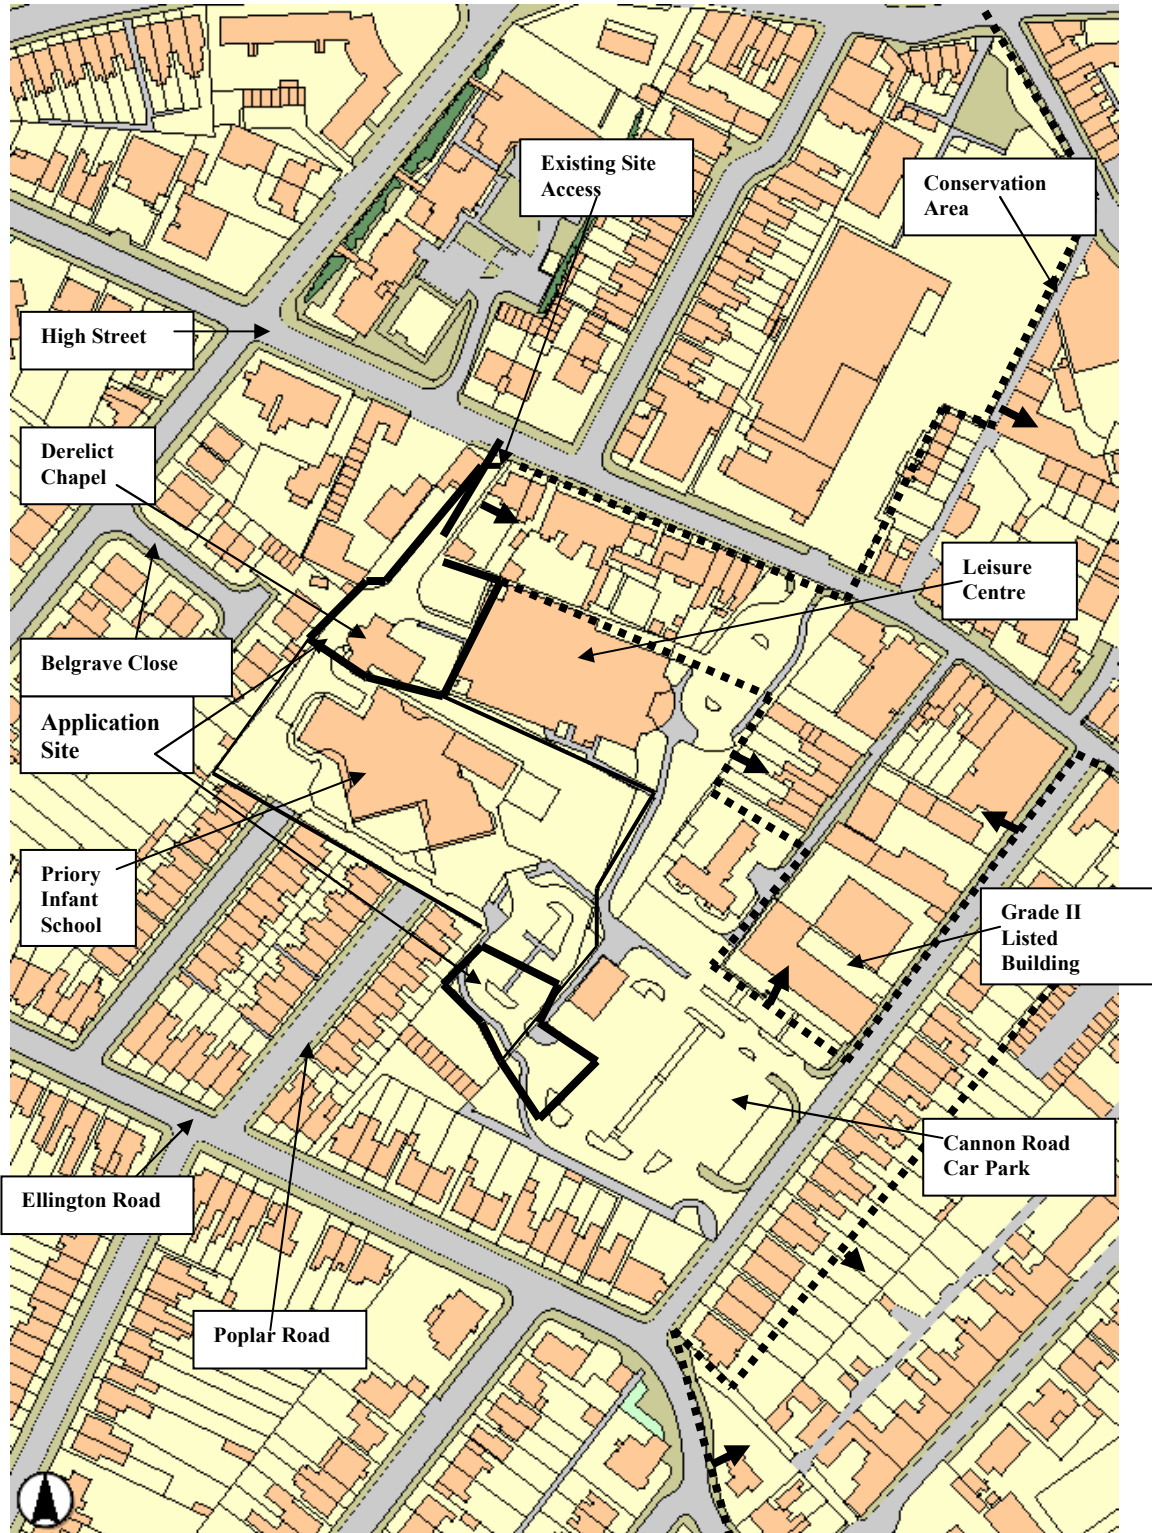 Existing Site
Access
Conservation
Area
High Street
Derelict
Chapel
Leisure
Centre
Belgrave Close
Application
Site
Priory
Infant
School
Grade II
Listed
Building
Cannon Road
Car Park
Ellington Road
Poplar Road